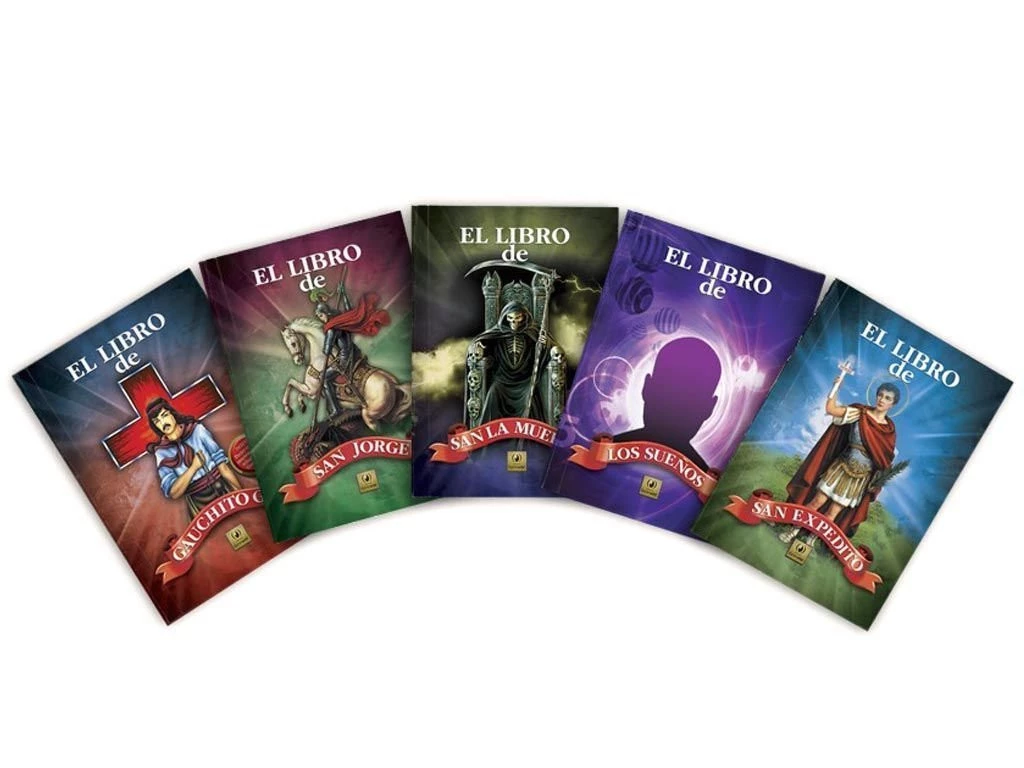 EL LIBRO
de
GAUCHITO G
EL LIBRO
de
SAN JORGE
EL LIBRO
de
SAN LA MUE
EL LIBRO
de
LOS SUEÑOS
EL LIBRO
de
SAN EXPEDITO